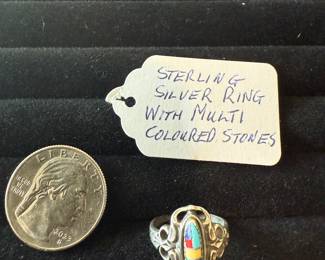 STERLING
SILVER RING
WITH MULTI
COLOURED STONES
LIBERTY